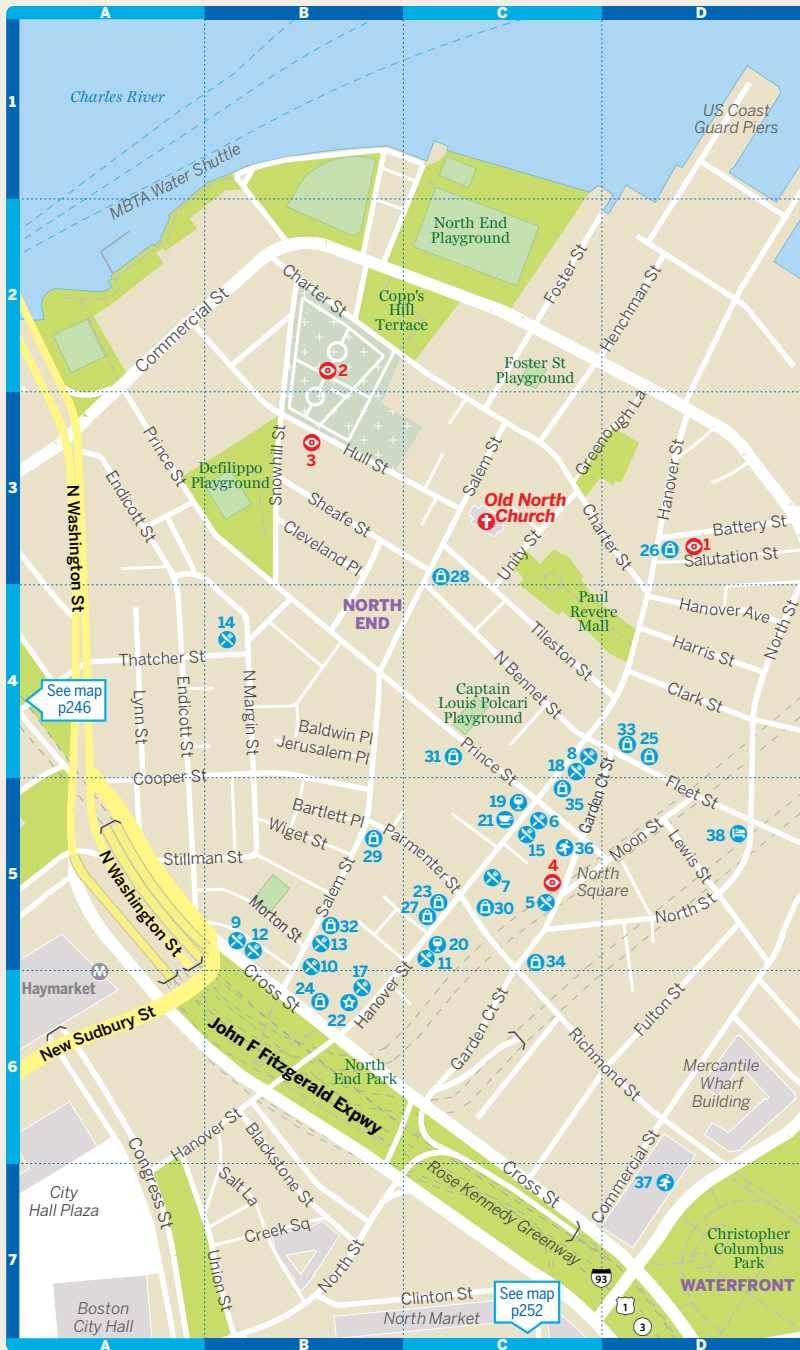 A
B
C
D
1
Charles River
US Coast
Guard Piers
MBTA Water Shuttle
North End
Playground
2
Charter St
Foster St
Henchman St
Copp's
Hill
Terrace
Commercial St
Foster St
Playground
2
Greenough La
3
Prince St
Snowhill St
Hull St
Salem St
Hanover St
3
Defilippo
Playground
Endicott St
N Washington St
Sheafe St
Old North
Church
Charter St
Battery St
Cleveland Pl
Unity St
26
1
Salutation St
28
NORTH
END
Paul
Revere
Mall
Hanover Ave
North St
14
Tileston St
Harris St
Thatcher St
N Bennet St
4
See map
p246
Lynn St
Endicott St
N Margin St
Captain
Louis Polcari
Playground
Clark St
Baldwin Pl
Jerusalem Pl
31
Prince St
8
18
33
25
Cooper St
35
Garden Ct St
Fleet St
Bartlett Pl
19
21
6
Wiget St
29
Parmenter St
15
36
Moon St
Lewis St
38
N Washington St
Stillman St
5
Salem St
7
4
North
Square
23
27
30
5
North St
Morton St
9
12
32
13
20
10
11
34
M
Haymarket
Cross St
17
24
22
Hanover St
Garden Ct St
Fulton St
New Sudbury St
John F Fitzgerald Expwy
Richmond St
6
North
End Park
Mercantile
Wharf
Building
Hanover St
Blackstone St
Congress St
Commercial St
Cross St
Rose Kennedy Greenway
37
City
Hall Plaza
Salt La
Creek Sq
7
Union St
North St
Christopher
Columbus
Park
WATERFRONT
93
Boston
City Hall
Clinton St
North Market
See map
p252
1
3
A
B
C
D